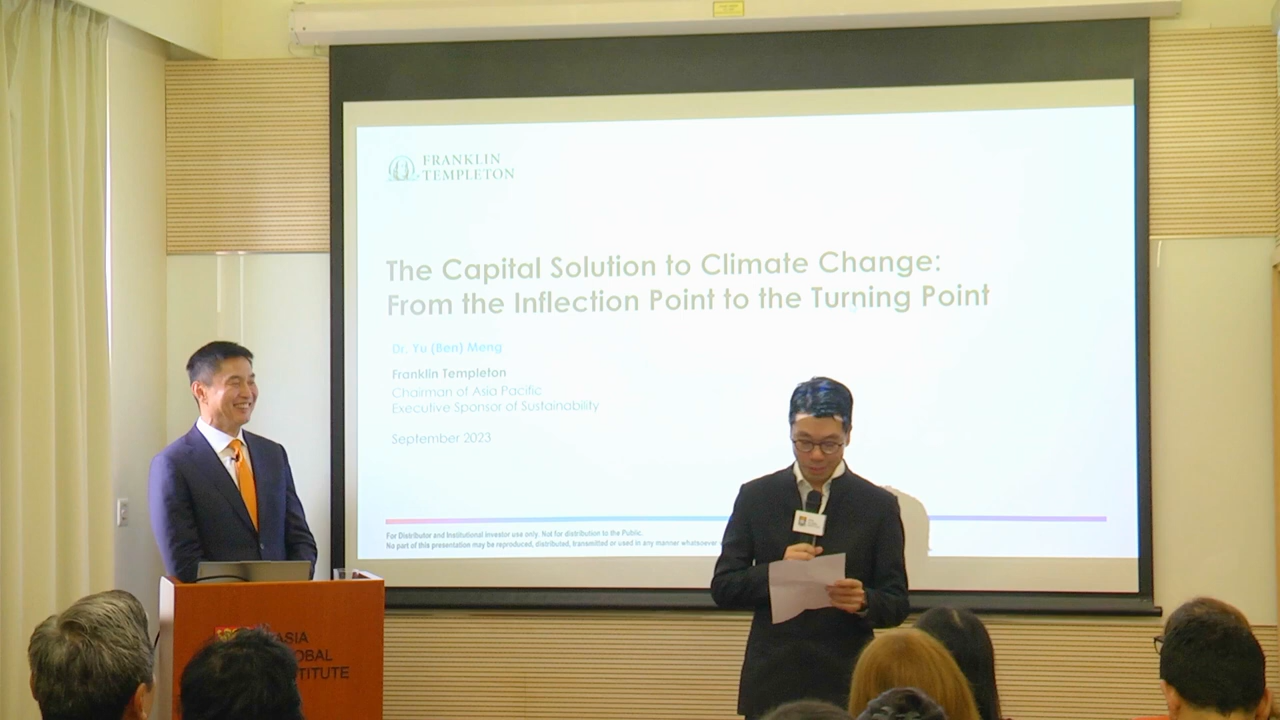 FRANKLIN
TEMPLETON
The Capital Solution to Climate Change:
From the Inflection Point to the Turning Point
Dr. Yu (Ben) Meng
Franklin Templeton
Chairman of Asia Pacific
Executive Sponsor of Sustainability
September 2023
For Distributor and Institutional Investor use only. Not for distribution to the Public.
No part of this presentation may be reproduced, distributed, transmitted or used in any manner whatsoever
ASIA
OBAL
TITUTE